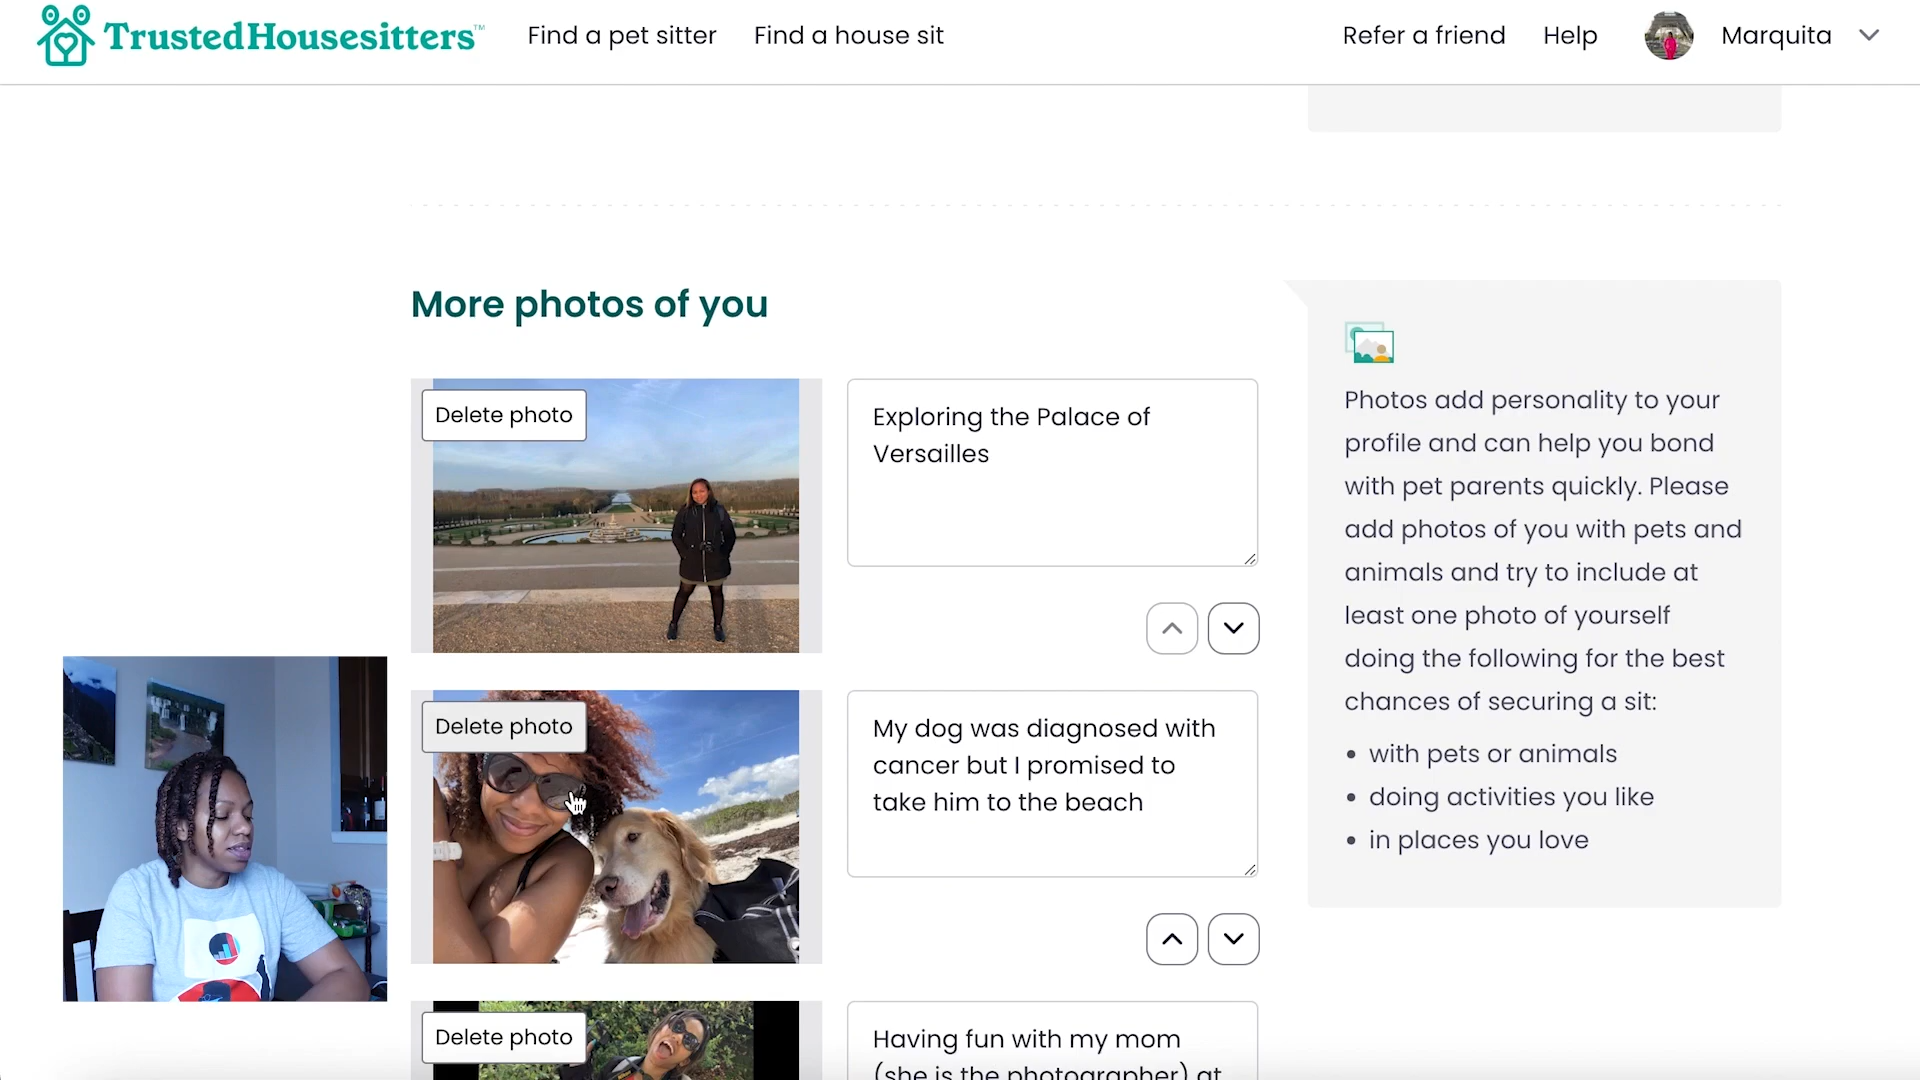 TrustedHousesitters™ Find a pet sitter Find a house sit Refer a friend Help Marquita
More photos of you
Delete photo
Exploring the Palace of
Versailles
Delete photo
My dog was diagnosed with
cancer but I promised to
take him to the beach
Delete photo
Having fun with my mom
(she is the photographer) at
Photos add personality to your
profile and can help you bond
with pet parents quickly. Please
add photos of you with pets and
animals and try to include at
least one photo of yourself
doing the following for the best
chances of securing a sit:
• with pets or animals
• doing activities you like
• in places you love